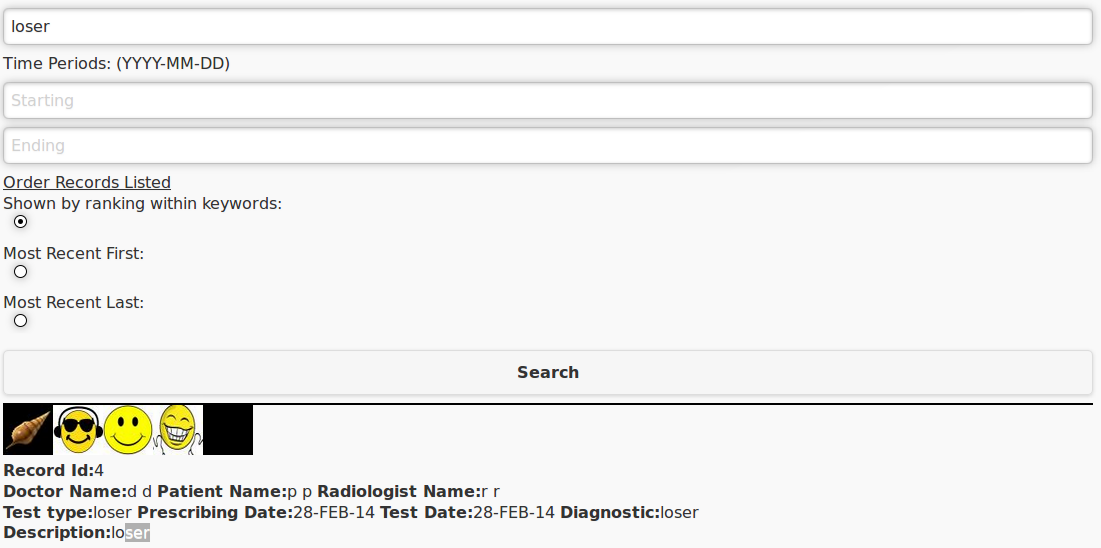 loser
Time Periods: (YYYY-MM-DD)
Starting
Ending
Order Records Listed
Shown by ranking within keywords:
Most Recent First:
Most Recent Last:
Search
Record Id:4
Doctor Name:d d Patient Name:p p Radiologist Name:r r
Test type:loser Prescribing Date:28-FEB-14 Test Date:28-FEB-14 Diagnostic:loser
Description:loser